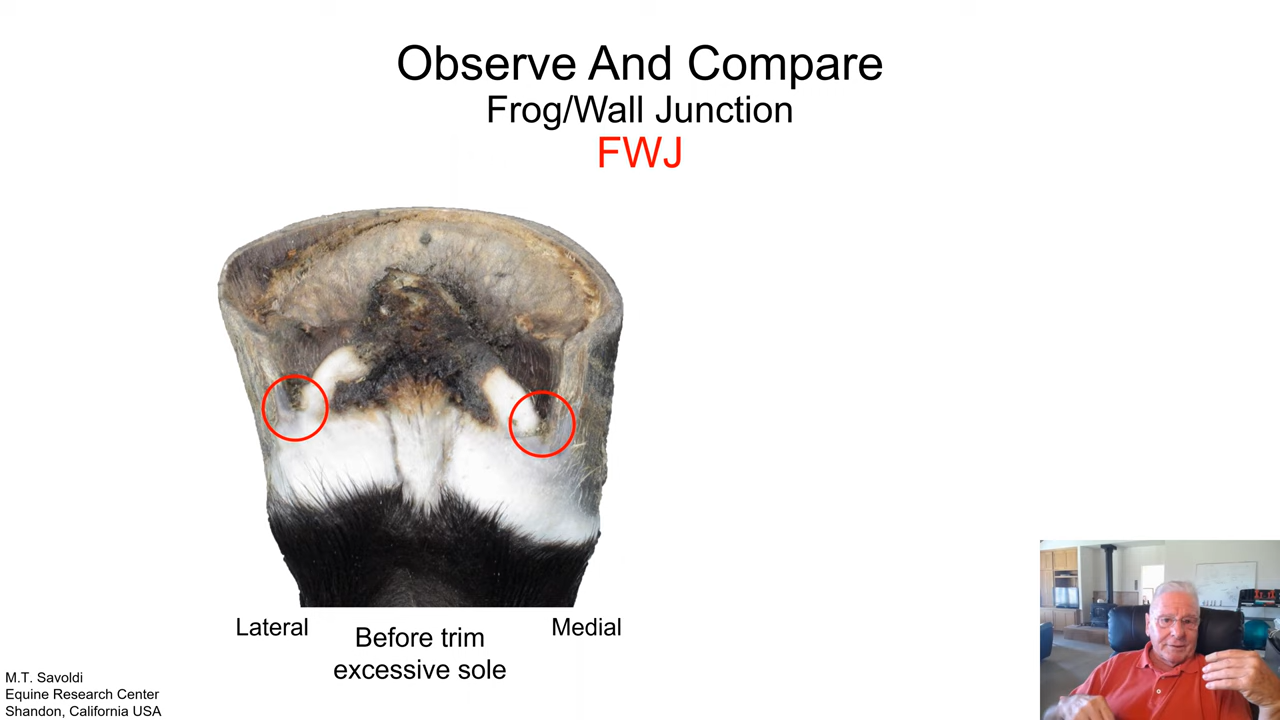 Observe And Compare
Frog/Wall Junction
FWJ
Lateral
Medial
Before trim
excessive sole
M.T. Savoldi
Equine Research Center
Shandon, California USA